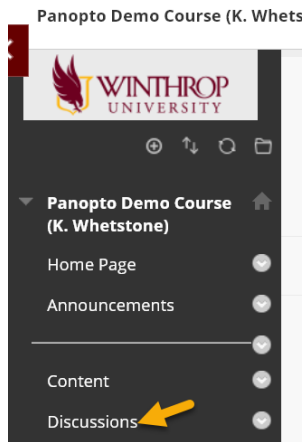 Panopto Demo Course (K. Whets
WINTHROP
UNIVERSITY
Panopto Demo Course
(K. Whetstone)
Home Page
Announcements
Content
Discussions